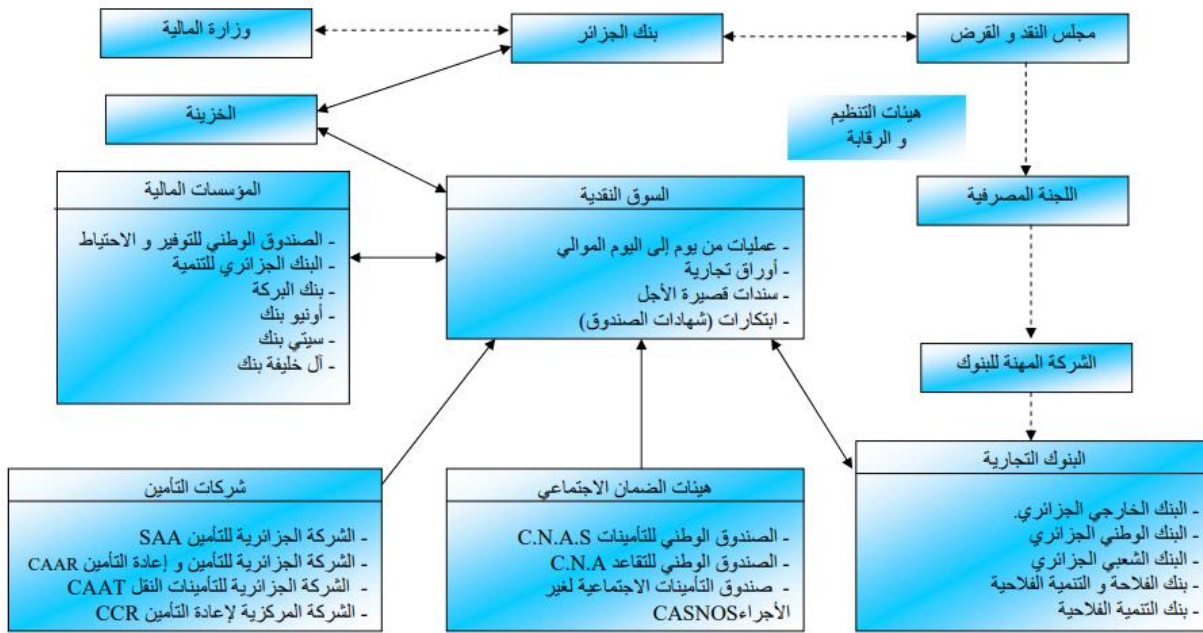 وزارة المالية
بنك الجزائر
مجلس النقد و القرض
الخزينة
هيئات التنظيم
و الرقابة
المؤسسات المالية
- الصندوق الوطني للتوفير و الاحتياط
- البنك الجزائري للتنمية
- بنك البركة
- أونيو بنك
- سيتي بنك
- آل خليفة بنك
السوق النقدية
- عمليات من يوم إلى اليوم الموالي
- أوراق تجارية
- سندات قصيرة الأجل
- ابتكارات (شهادات الصندوق)
اللجنة المصرفية
الشركة المهنة للبنوك
البنوك التجارية
- البنك الخارجي الجزائري.
- البنك الوطني الجزائري
- البنك الشعبي الجزائري
- بنك الفلاحة و التنمية الفلاحية
- بنك التنمية الفلاحية
هيئات الضمان الاجتماعي
- الصندوق الوطني للتأمينات C.N.A.S
- الصندوق الوطني للتقاعد C.N.A
- صندوق التأمينات الاجتماعية لغير
الأجراءCASNOS
شركات التأمين
- الشركة الجزائرية للتأمين SAA
- الشركة الجزائرية للتأمين و إعادة التأمين CAAR
- الشركة الجزائرية للتأمينات النقل CAAT
- الشركة المركزية لإعادة التأمين CCR